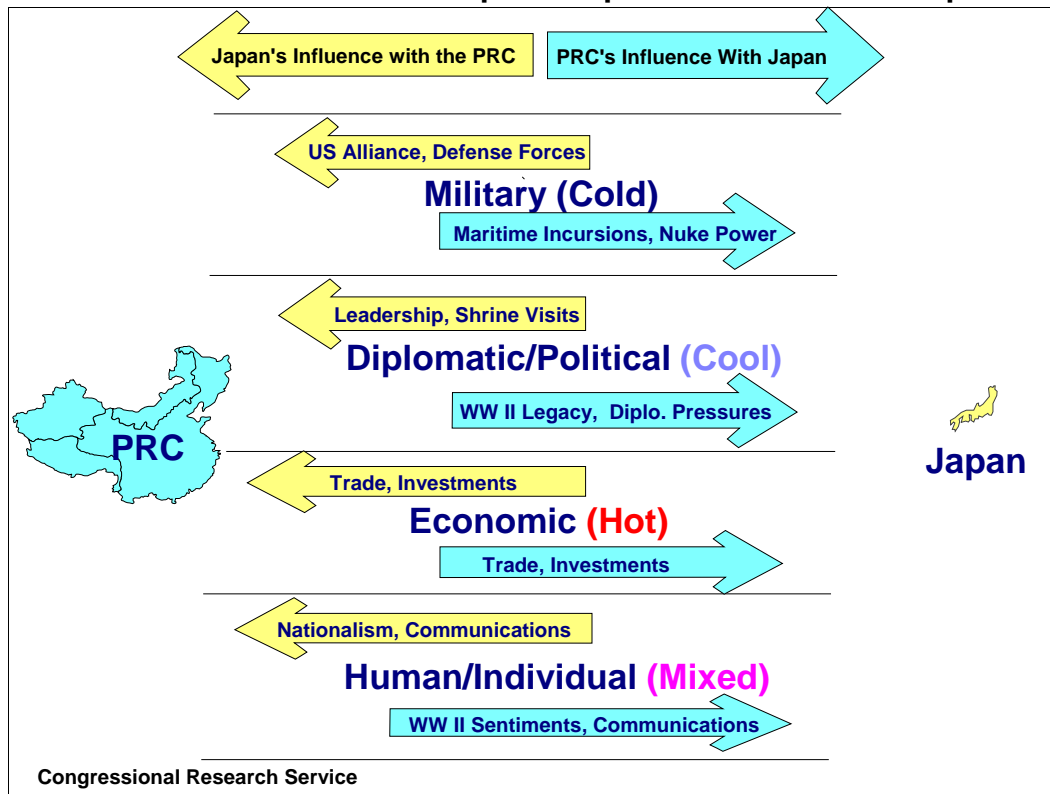 Japan's Influence with the PRC
PRC's Influence With Japan
US Alliance, Defense Forces
Military (Cold)
Maritime Incursions, Nuke Power
Leadership, Shrine Visits
Diplomatic/Political (Cool)
WW II Legacy, Diplo. Pressures
PRC
Japan
Trade, Investments
Economic (Hot)
Trade, Investments
Nationalism, Communications
Human/Individual (Mixed)
WW II Sentiments, Communications
Congressional Research Service